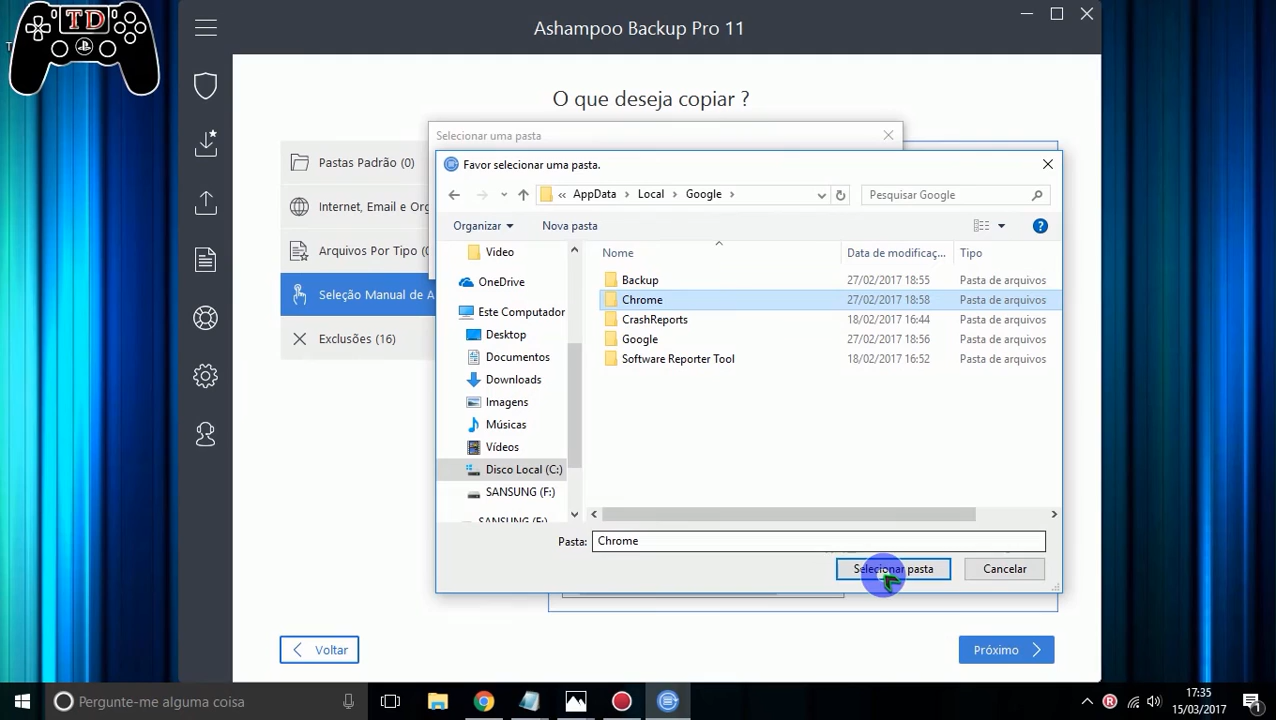 TD
T
Ashampoo Backup Pro 11
O que deseja copiar ?
Pastas Padrão (0)
Internet, Email e Org
Arquivos Por Tipo (0
Seleção Manual de A
Exclusões (16)
Selecionar uma pasta
Favor selecionar uma pasta.
« AppData > Local > Google >
Pesquisar Google
Organizar
Nova pasta
Video
OneDrive
Este Computador
Desktop
Documentos
Downloads
Imagens
Músicas
Vídeos
Disco Local (C:)
SANSUNG (F:)
SANSUNG (F:)
Nome Data de modificaç... Tipo
Backup 27/02/2017 18:55 Pasta de arquivos
Chrome 27/02/2017 18:58 Pasta de arquivos
CrashReports 18/02/2017 16:44 Pasta de arquivos
Google 27/02/2017 18:56 Pasta de arquivos
Software Reporter Tool 18/02/2017 16:52 Pasta de arquivos
Pasta: Chrome
Selecionar pasta
Cancelar
Voltar
Próximo
Pergunte-me alguma coisa
17:35
15/03/2017
1